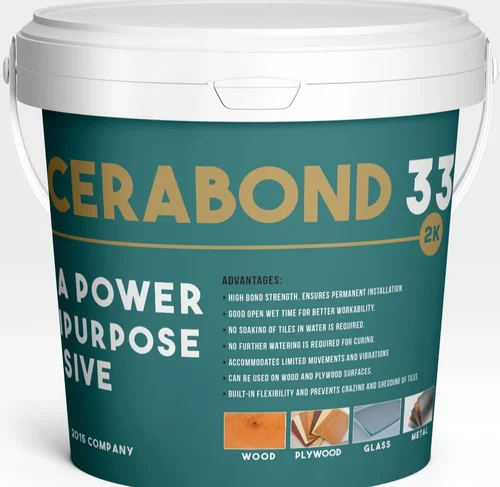 CERABOND 33
2K
A POWER
PURPOSE
SIVE
2015 COMPANY
ADVANTAGES:
• HIGH BOND STRENGTH. ENSURES PERMANENT INSTALLATION.
• GOOD OPEN WET TIME FOR BETTER WORKABILITY.
• NO SOAKING OF TILES IN WATER IS REQUIRED.
• NO FURTHER WATERING IS REQUIRED FOR CURING.
• ACCOMMODATES LIMITED MOVEMENTS AND VIBRATIONS
• CAN BE USED ON WOOD AND PLYWOOD SURFACES.
• BUILT-IN FLEXIBILITY AND PREVENTS CRAZING AND SHEDDING OF TILES.
WOOD PLYWOOD GLASS METAL